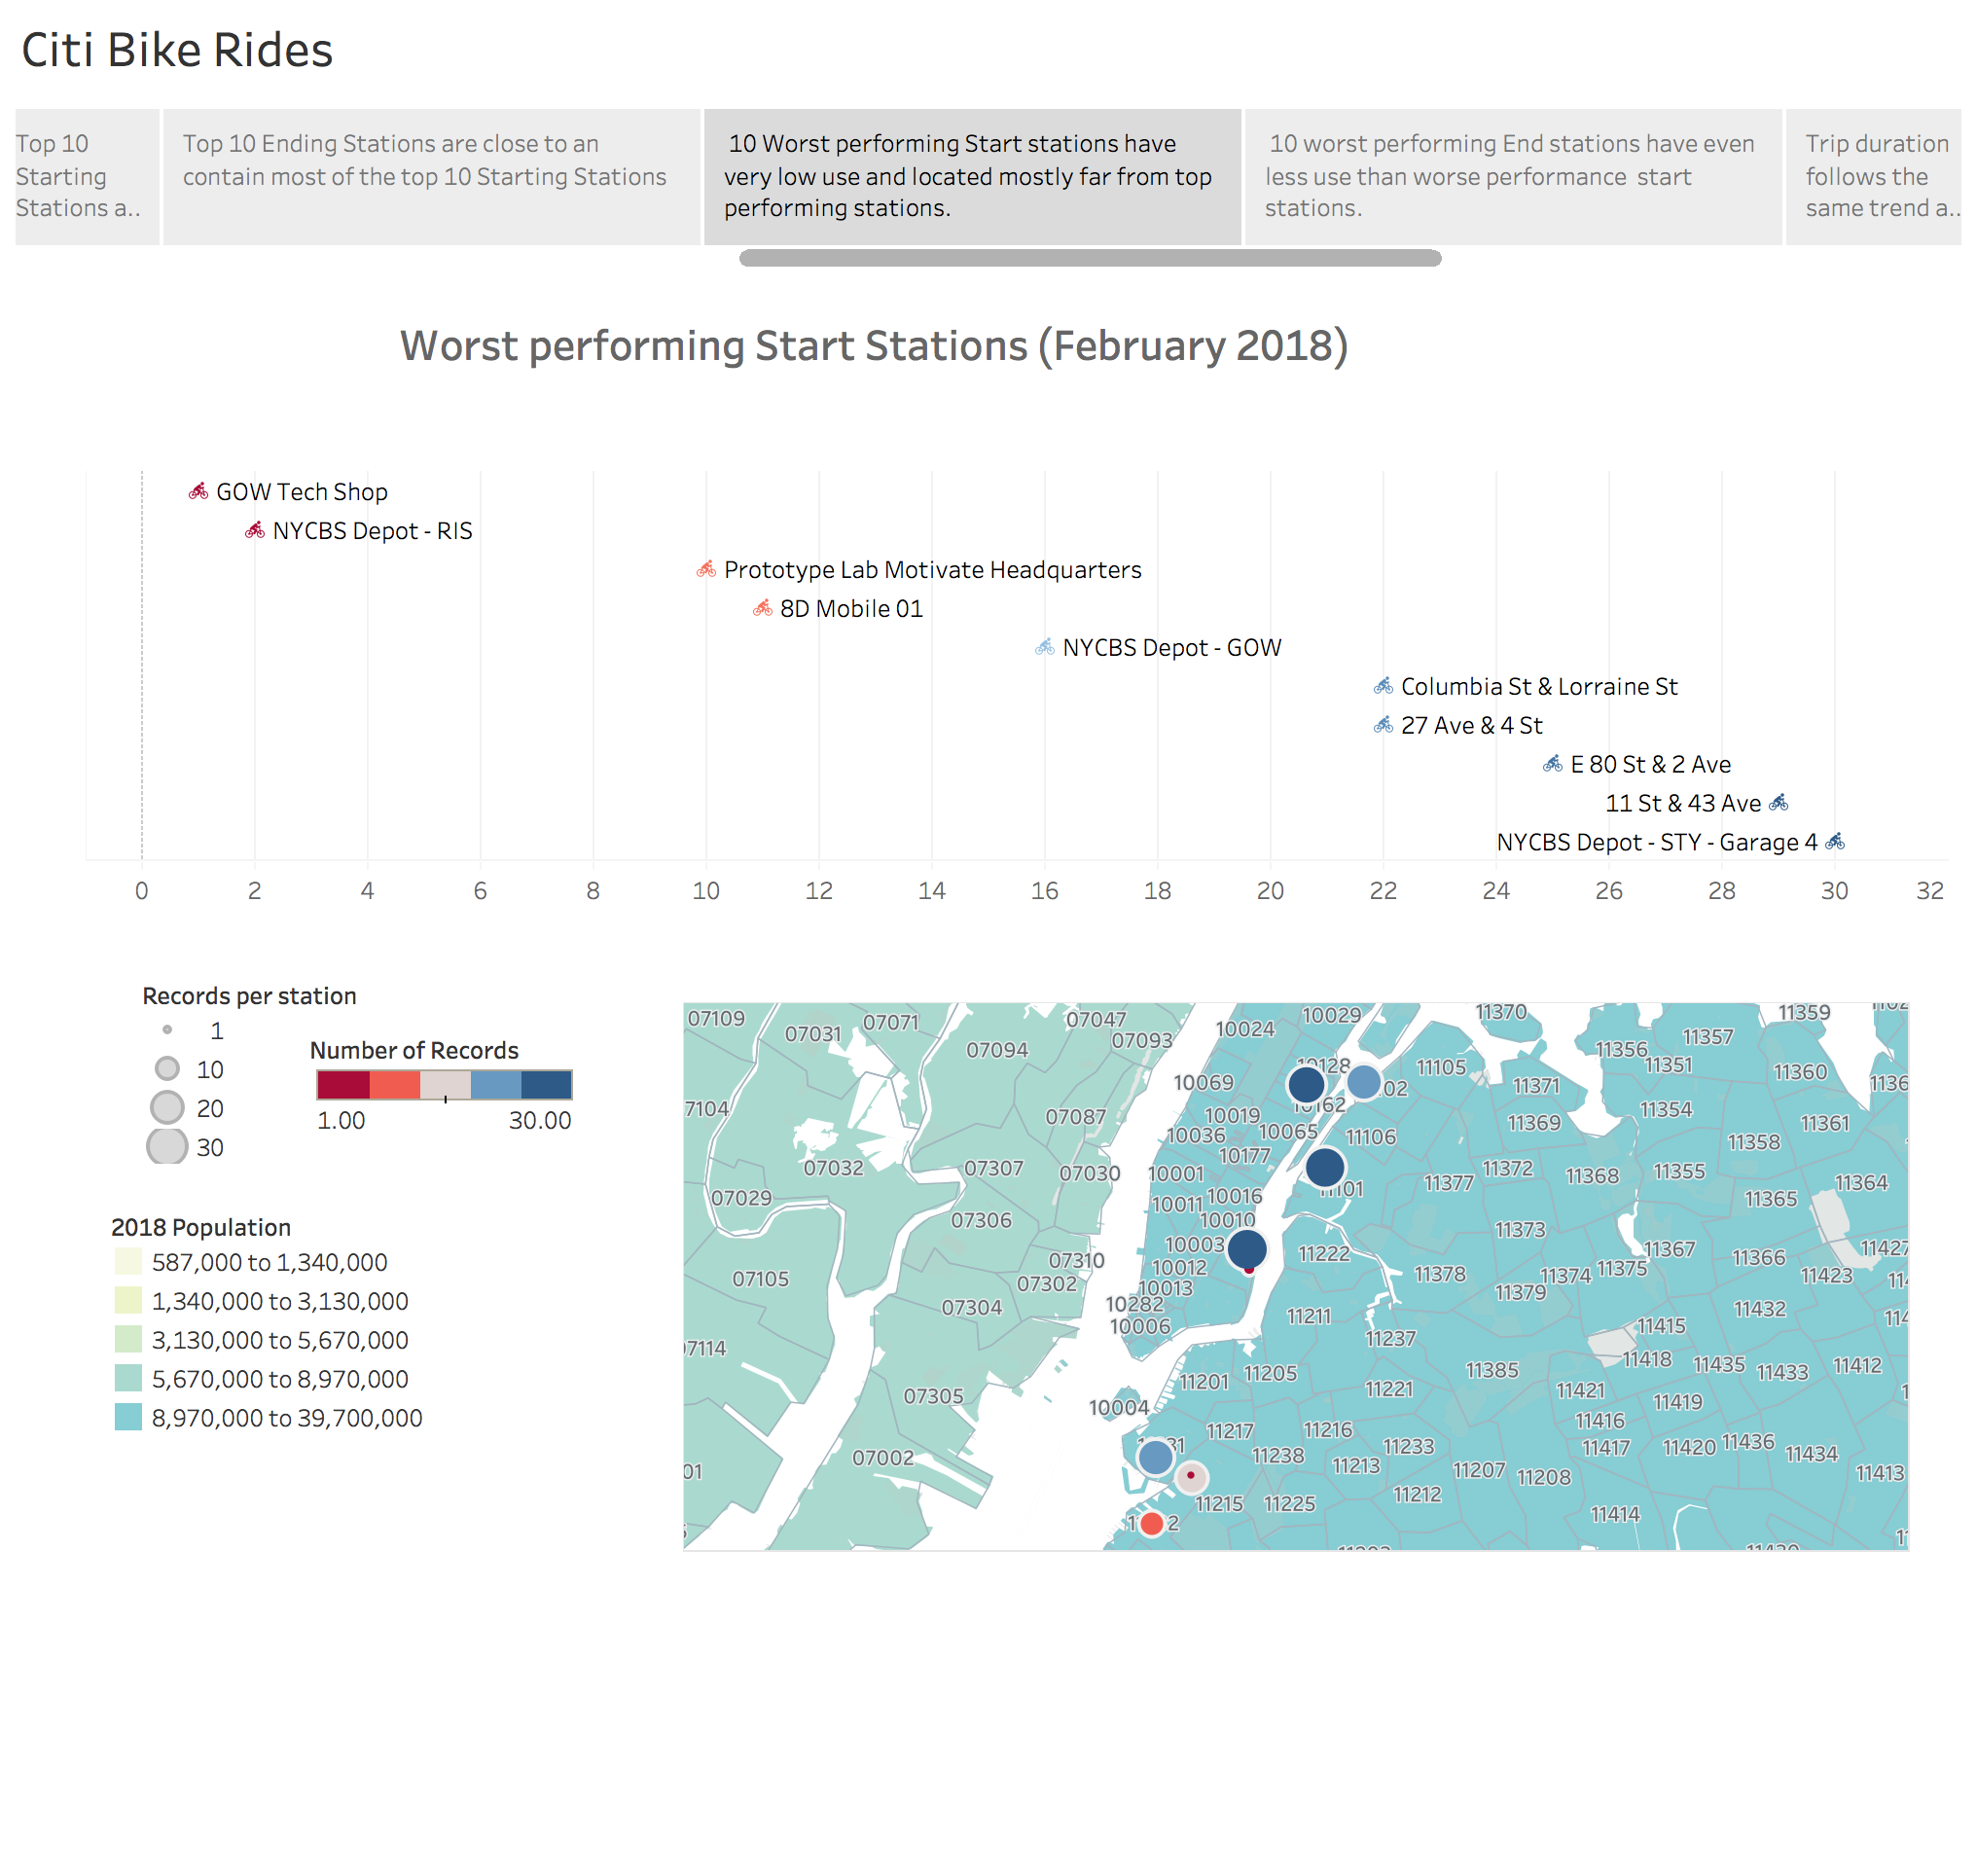 Citi Bike Rides
Top 10
Starting
Stations a..
Top 10 Ending Stations are close to an
contain most of the top 10 Starting Stations
10 Worst performing Start stations have
very low use and located mostly far from top
performing stations.
10 worst performing End stations have even
less use than worse performance  start
stations.
Trip duration
follows the
same trend a..
Worst performing Start Stations (February 2018)
GOW Tech Shop
NYCBS Depot - RIS
Prototype Lab Motivate Headquarters
8D Mobile 01
NYCBS Depot - GOW
Columbia St & Lorraine St
27 Ave & 4 St
E 80 St & 2 Ave
11 St & 43 Ave
NYCBS Depot - STY - Garage 4
0 2 4 6 8 10 12 14 16 18 20 22 24 26 28 30 32
Records per station
1
10
20
30
Number of Records
1.00 30.00
2018 Population
587,000 to 1,340,000
1,340,000 to 3,130,000
3,130,000 to 5,670,000
5,670,000 to 8,970,000
8,970,000 to 39,700,000
07109 07031 07071 07047 07093 10024 10029 11370 11357 11359
07094 11356 11351 11360
10069 11105 11371
07087 10019 11354 11361
10036 10065 11106 11369 11358
10177
07032 07307 07030 10001 11377 11372 11368 11355 11364
07029 10011 10016 11365
07306 10010 11373
10003 11222 11367 11366
07310 10012 11378 11374 11375 11423
07105 07302 10013 11379
07304 10282 11211 11432
10006 11237 11415
11418 11435 11433 11412
11201 11205 11385
07305 11221 11421 11419
10004 11217 11216 11416
11238 11233 11417 11420 11436 11434
07002 11213 11207 11208 11413
11215 11225 11212 11414